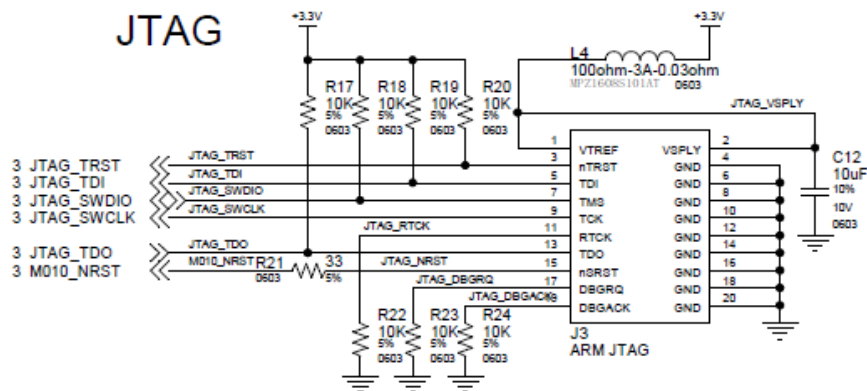 JTAG
+3.3V
+3.3V
L4
100ohm-3A-0.03ohm
MPZ1608S101AT 0603
R17 R18 R19 R20
10K 10K 10K 10K
5% 5% 5% 5%
0603 0603 0603 0603
JTAG_VSPLY
1 VTREF VSPLY 2
3 JTAG_TRST JTAG_TRST 3 nTRST GND 4
3 JTAG_TDI JTAG_TDI 5 TDI GND 6
3 JTAG_SWDIO JTAG_SWDIO 7 TMS GND 8
3 JTAG_SWCLK JTAG_SWCLK 9 TCK GND 10
JTAG_RTCK 11 RTCK GND 12
3 JTAG_TDO JTAG_TDO 13 TDO GND 14
3 M010_NRST M010_NRST R21 33 JTAG_NRST 15 nSRST GND 16
0603 5%
JTAG_DBGRQ 17 DBGRQ GND 18
JTAG_DBGACK 19 DBGACK GND 20
C12
10uF
10%
10V
0603
R22 R23 R24
10K 10K 10K
5% 5% 5%
0603 0603 0603
J3
ARM JTAG